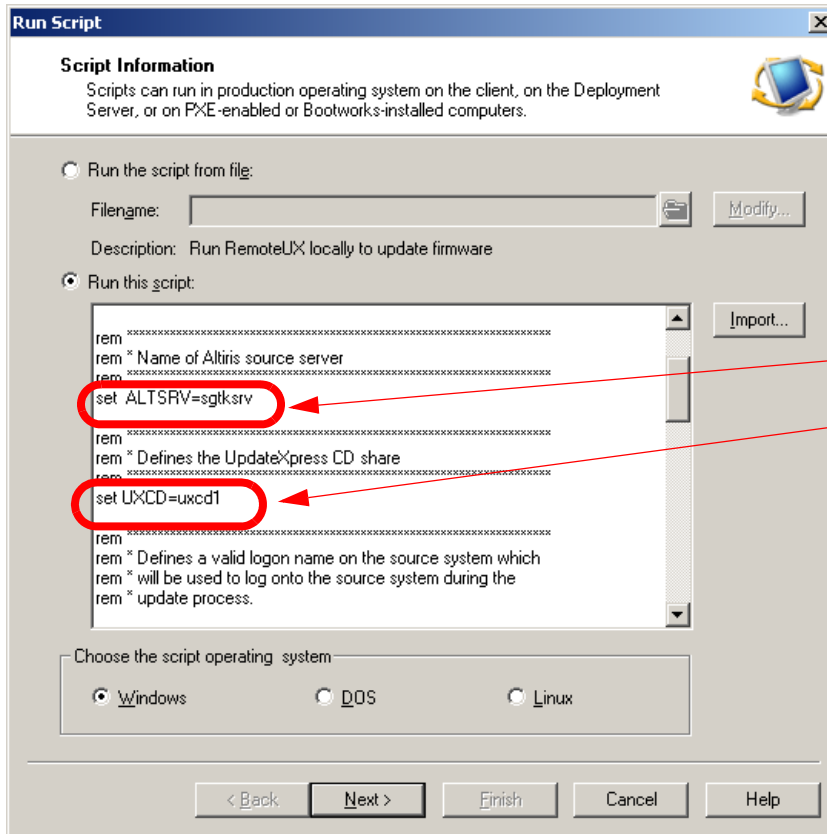 Run Script
Script Information
Scripts can run in production operating system on the client, on the Deployment
Server, or on PXE-enabled or Bootworks-installed computers.
Run the script from file:
Filename:
Modify...
Description: Run RemoteUX locally to update firmware
Run this script:
Import...
rem **********************************************************************
rem * Name of Altiris source server
rem **********************************************************************
set ALTSRV=sgtksrv
rem **********************************************************************
rem * Defines the UpdateXpress CD share
rem **********************************************************************
set UXCD=uxcd1
rem **********************************************************************
rem * Defines a valid logon name on the source system which
rem * will be used to log onto the source system during the
rem * update process.
Choose the script operating system
Windows
DOS
Linux
< Back
Next >
Finish
Cancel
Help